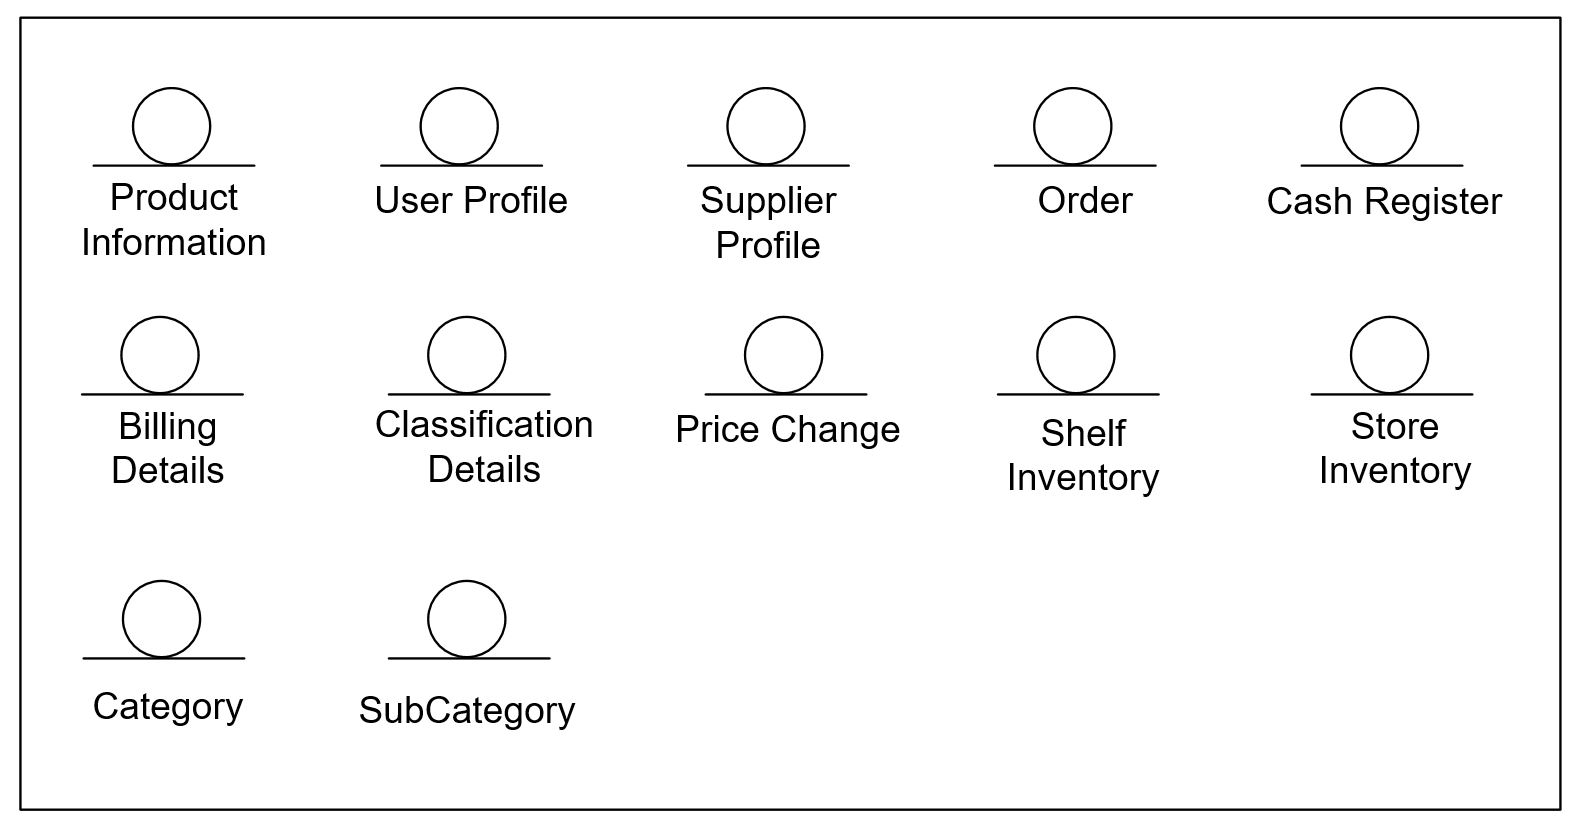 Product
Information
User Profile
Supplier
Profile
Order
Cash Register
Billing
Details
Classification
Details
Price Change
Shelf
Inventory
Store
Inventory
Category
SubCategory